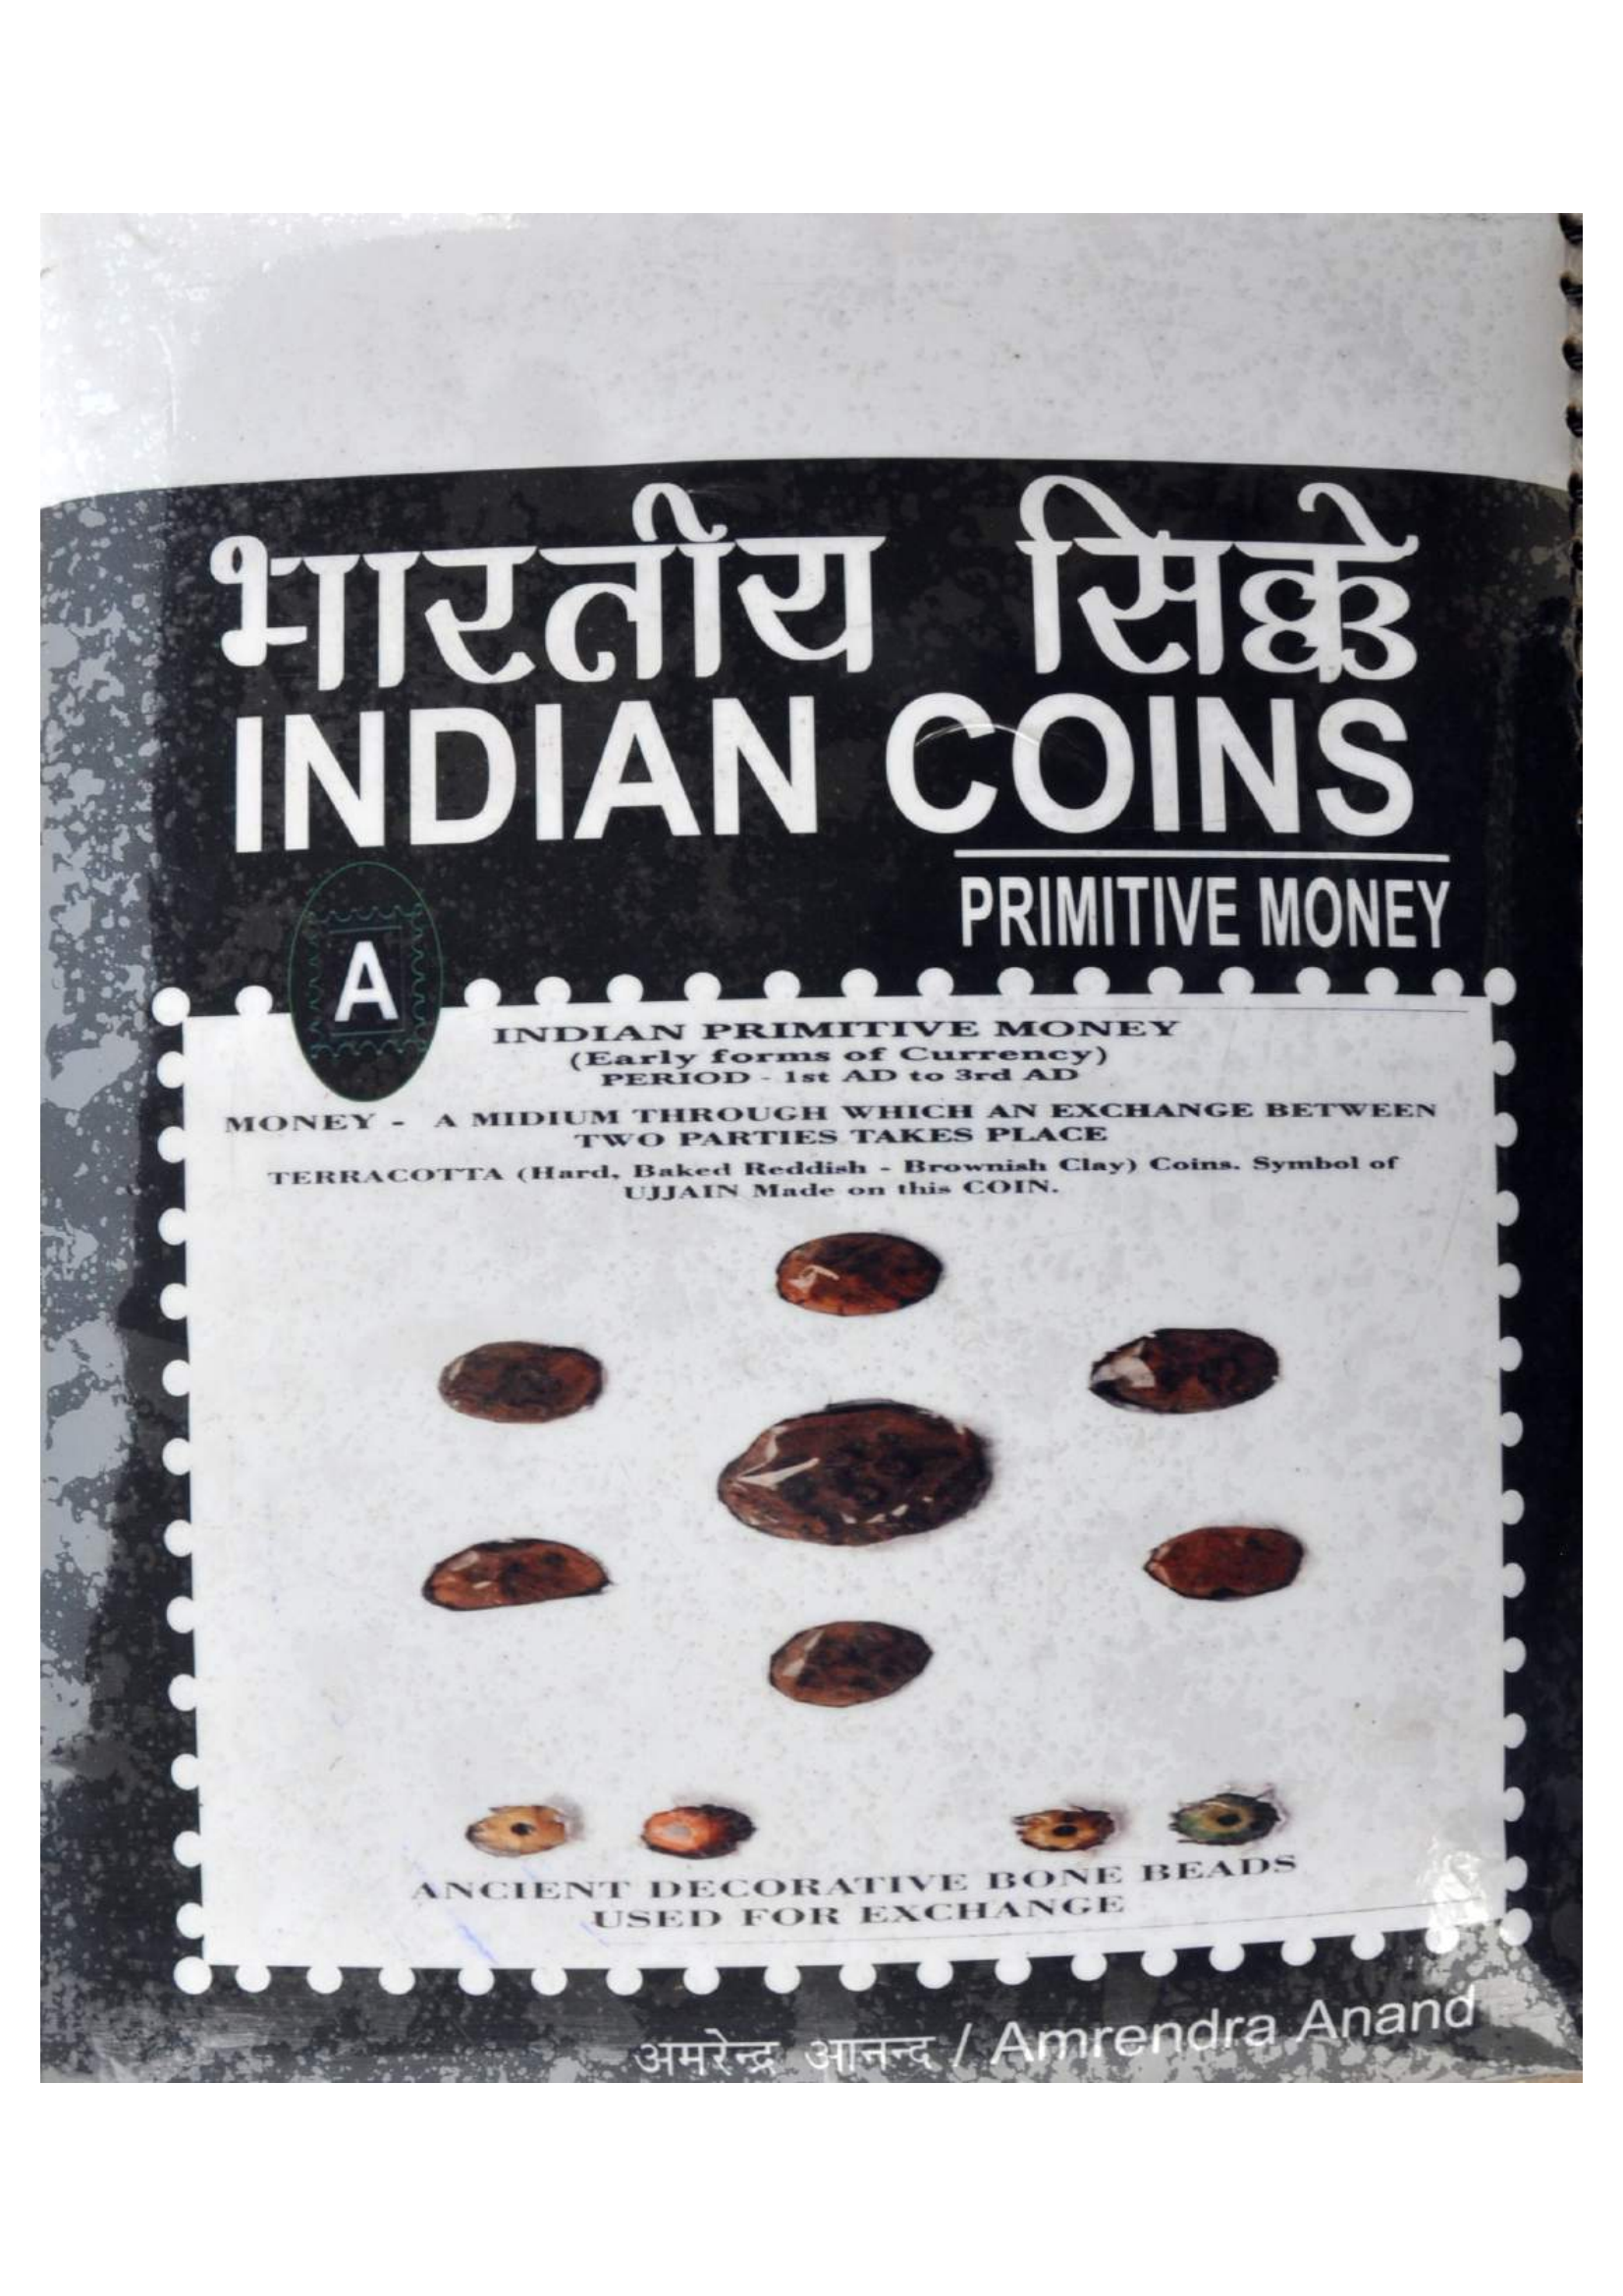 भारतीय सिक्के
INDIAN COINS
PRIMITIVE MONEY
A
INDIAN PRIMITIVE MONEY
(Early forms of Currency)
PERIOD - 1st AD to 3rd AD
MONEY - A MIDIUM THROUGH WHICH AN EXCHANGE BETWEEN
TWO PARTIES TAKES PLACE
TERRACOTTA (Hard, Baked Reddish - Brownish Clay) Coins. Symbol of
UJJAIN Made on this COIN.
ANCIENT DECORATIVE BONE BEADS
USED FOR EXCHANGE
अमरेन्द्र आनन्द / Amrendra Anand